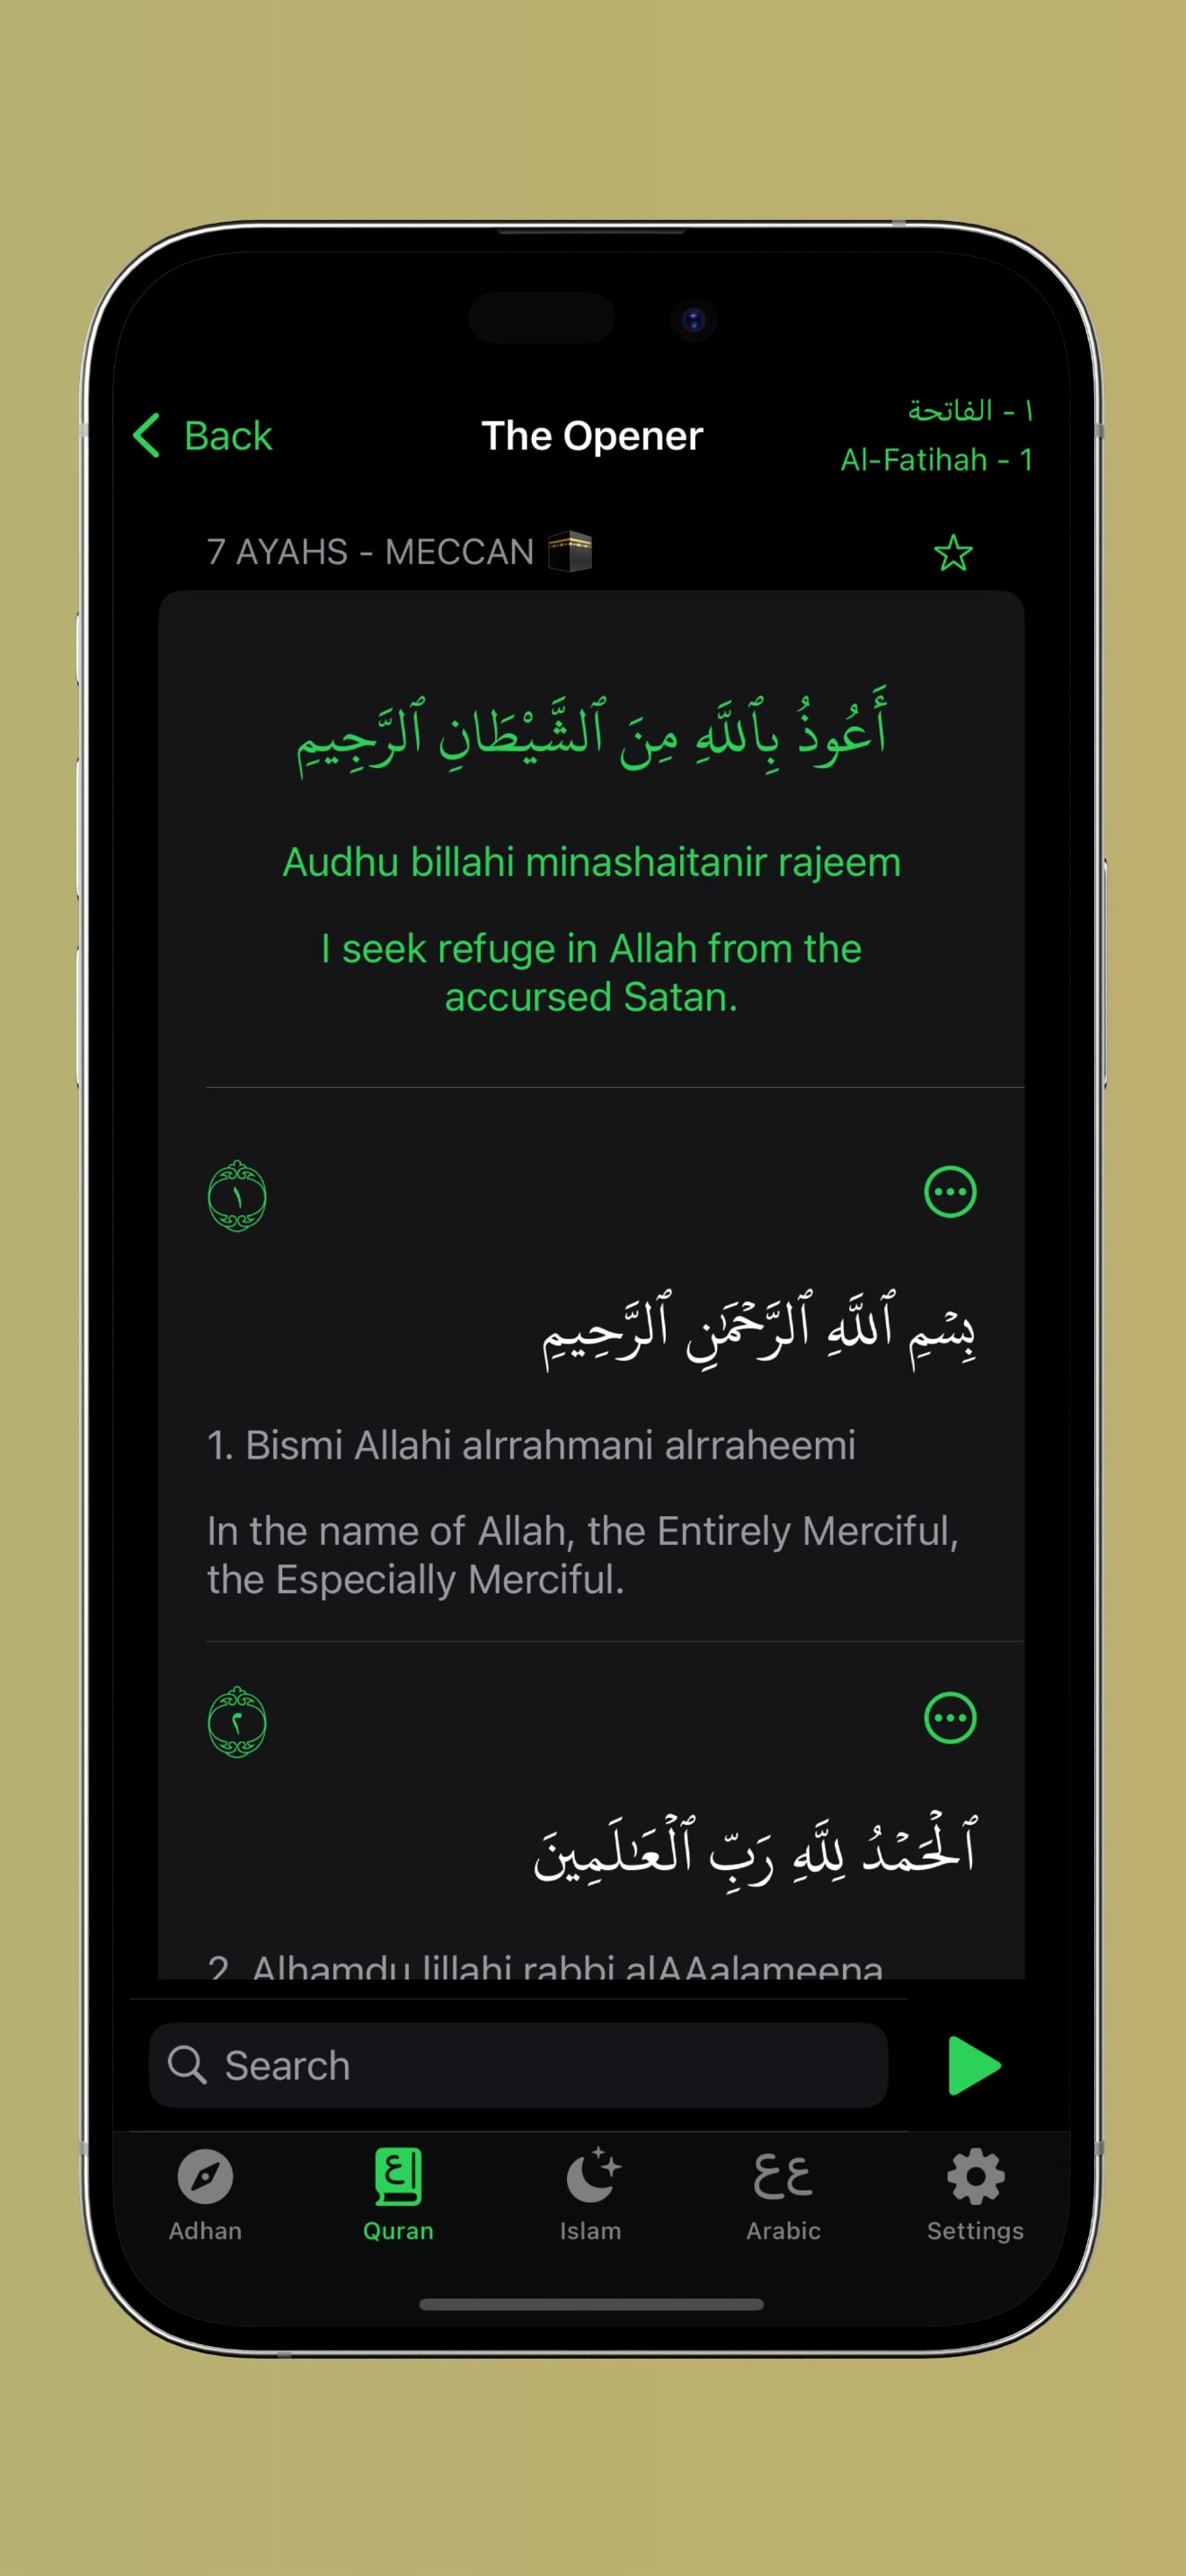 Back
The Opener
١ - الفاتحة
Al-Fatihah - 1
7 AYAHS - MECCAN
أَعُوذُ بِٱللَّهِ مِنَ ٱلشَّيْطَانِ ٱلرَّجِيمِ
Audhu billahi minashaitanir rajeem
I seek refuge in Allah from the
accursed Satan.
١
بِسۡمِ ٱللَّهِ ٱلرَّحۡمَٰنِ ٱلرَّحِيمِ
1. Bismi Allahi alrrahmani alrraheemi
In the name of Allah, the Entirely Merciful,
the Especially Merciful.
٢
ٱلۡحَمۡدُ لِلَّهِ رَبِّ ٱلۡعَٰلَمِينَ
2. Alhamdu lillahi rabbi alAAalameena
Search
Adhan
Quran
Islam
عع
Arabic
Settings